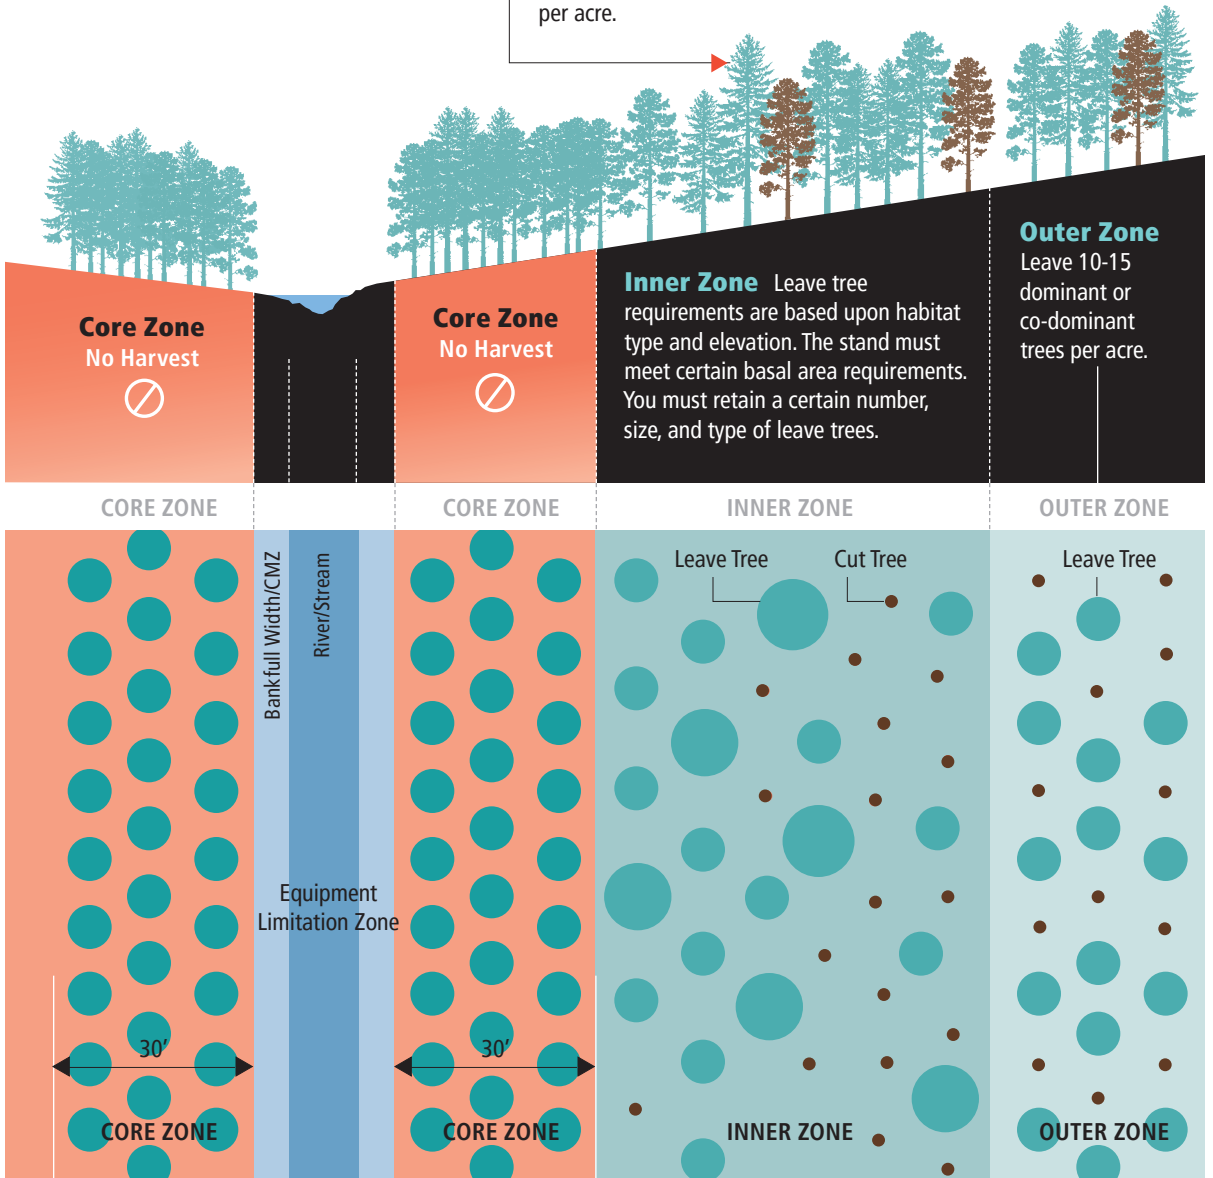 per acre.
Core Zone
No Harvest
Core Zone
No Harvest
Inner Zone Leave tree
requirements are based upon habitat
type and elevation. The stand must
meet certain basal area requirements.
You must retain a certain number,
size, and type of leave trees.
Outer Zone
Leave 10-15
dominant or
co-dominant
trees per acre.
CORE ZONE
CORE ZONE
INNER ZONE
OUTER ZONE
Bankfull Width/CMZ
River/Stream
Leave Tree
Cut Tree
Leave Tree
Equipment
Limitation Zone
30’
30’
CORE ZONE
CORE ZONE
INNER ZONE
OUTER ZONE